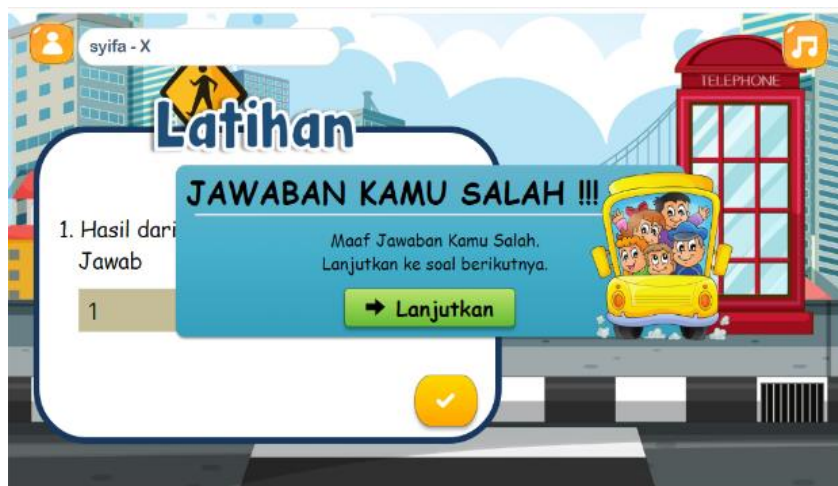 syifa - X
TELEPHONE
Latihan
JAWABAN KAMU SALAH !!!
1. Hasil dari
Maaf Jawaban Kamu Salah.
Jawab
Lanjutkan ke soal berikutnya.
1
Lanjutkan